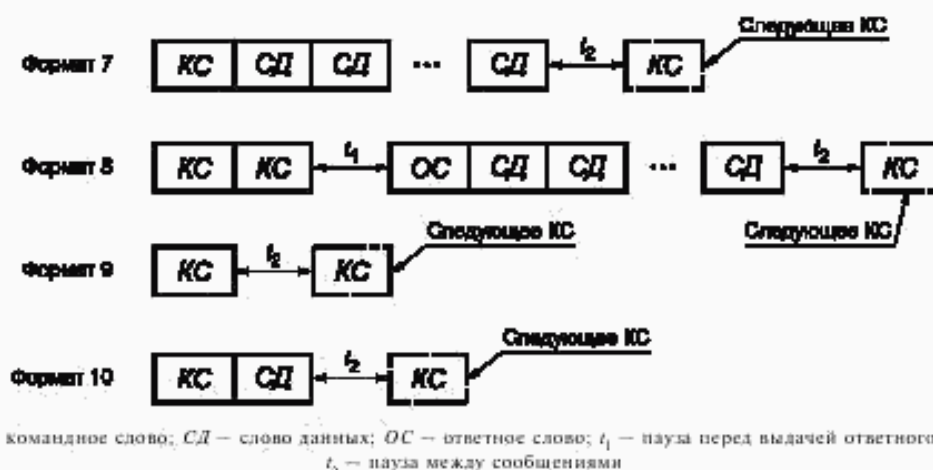 Следующее КС
Формат 7 КС СД СД ... СД t₂ КС
Формат 8 КС КС t₁ ОС СД СД ... СД t₂ КС
Следующее КС
Следующее КС
Формат 9 КС t₂ КС
Следующее КС
Формат 10 КС СД t₂ КС
командное слово; СД — слово данных; ОС — ответное слово; t₁ — пауза перед выдачей ответного
t₂ — пауза между сообщениями